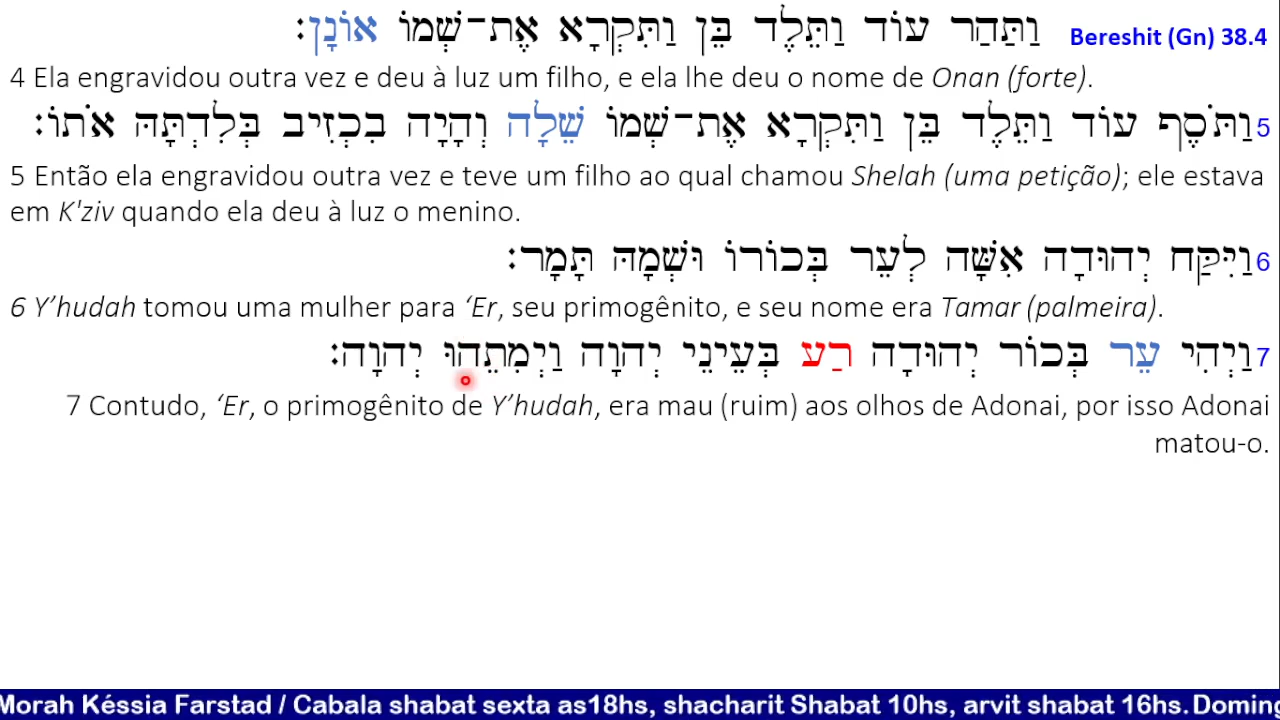 Bereshit (Gn) 38.4 וַתַּהַר עוֹד וַתֵּלֶד בֵּן וַתִּקְרָא אֶת־שְׁמוֹ אוֹנָן׃
4 Ela engravidou outra vez e deu à luz um filho, e ela lhe deu o nome de Onan (forte).
5 וַתֹּסֶף עוֹד וַתֵּלֶד בֵּן וַתִּקְרָא אֶת־שְׁמוֹ שֵׁלָה וְהָיָה בִכְזִיב בְּלִדְתָּהּ אֹתוֹ׃
5 Então ela engravidou outra vez e teve um filho ao qual chamou Shelah (uma petição); ele estava
em K'ziv quando ela deu à luz o menino.
6 וַיִּקַּח יְהוּדָה אִשָּׁה לְעֵר בְּכוֹרוֹ וּשְׁמָהּ תָּמָר׃
6 Y’hudah tomou uma mulher para ‘Er, seu primogênito, e seu nome era Tamar (palmeira).
7 וַיְהִי עֵר בְּכוֹר יְהוּדָה רַע בְּעֵינֵי יְהוָה וַיְמִתֵהוּ יְהוָה׃
7 Contudo, ‘Er, o primogênito de Y’hudah, era mau (ruim) aos olhos de Adonai, por isso Adonai
matou-o.
Morah Késsia Farstad / Cabala shabat sexta as18hs, shacharit Shabat 10hs, arvit shabat 16hs. Doming